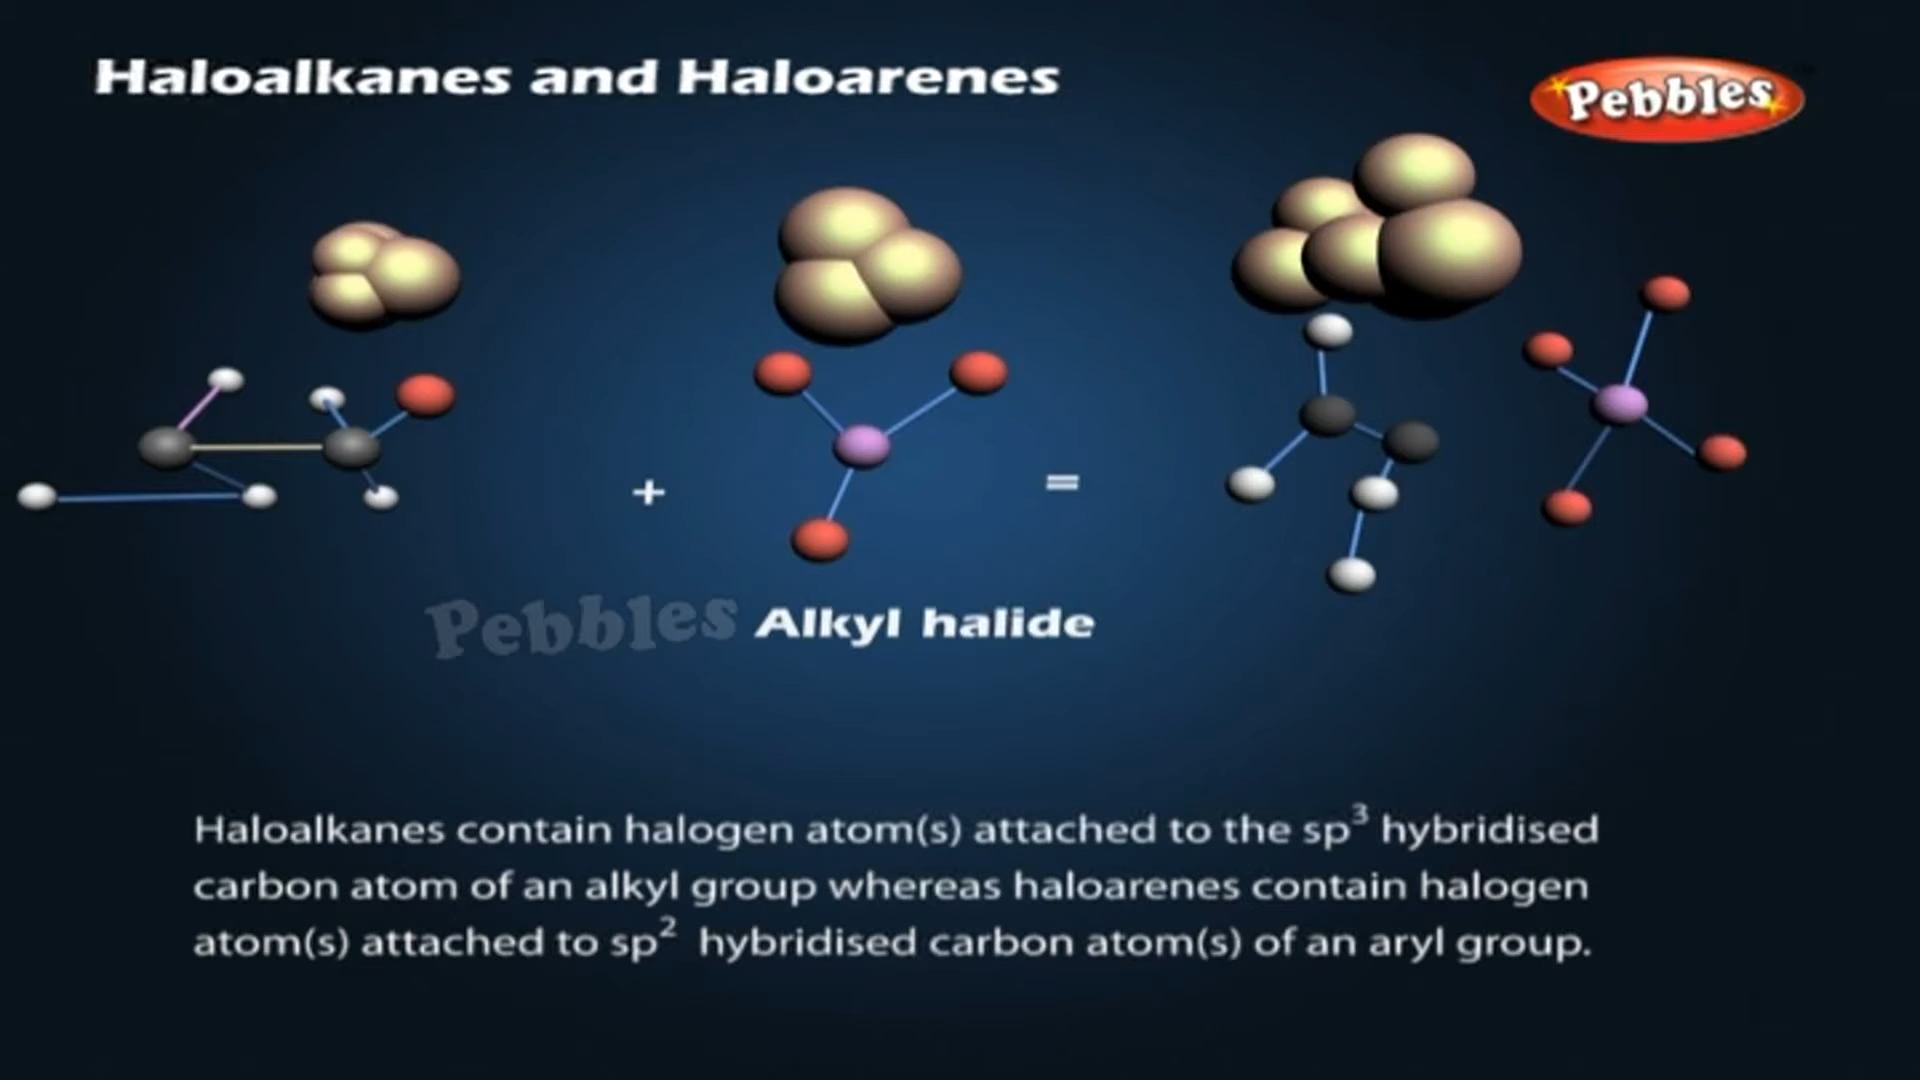 Haloalkanes and Haloarenes
Pebbles
+
=
Pebbles Alkyl halide
Haloalkanes contain halogen atom(s) attached to the sp³ hybridised
carbon atom of an alkyl group whereas haloarenes contain halogen
atom(s) attached to sp² hybridised carbon atom(s) of an aryl group.